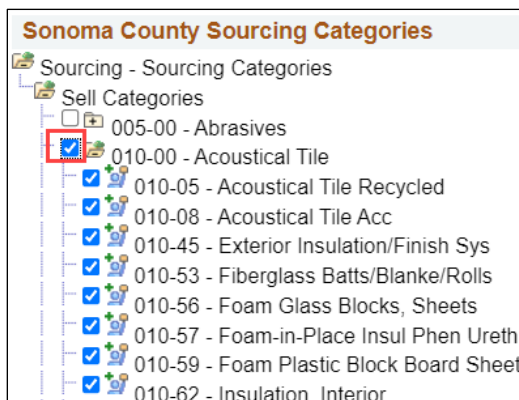 Sonoma County Sourcing Categories
Sourcing - Sourcing Categories
Sell Categories
005-00 - Abrasives
010-00 - Acoustical Tile
010-05 - Acoustical Tile Recycled
010-08 - Acoustical Tile Acc
010-45 - Exterior Insulation/Finish Sys
010-53 - Fiberglass Batts/Blanke/Rolls
010-56 - Foam Glass Blocks, Sheets
010-57 - Foam-in-Place Insul Phen Ureth
010-59 - Foam Plastic Block Board Sheet
010-62 - Insulation, Interior